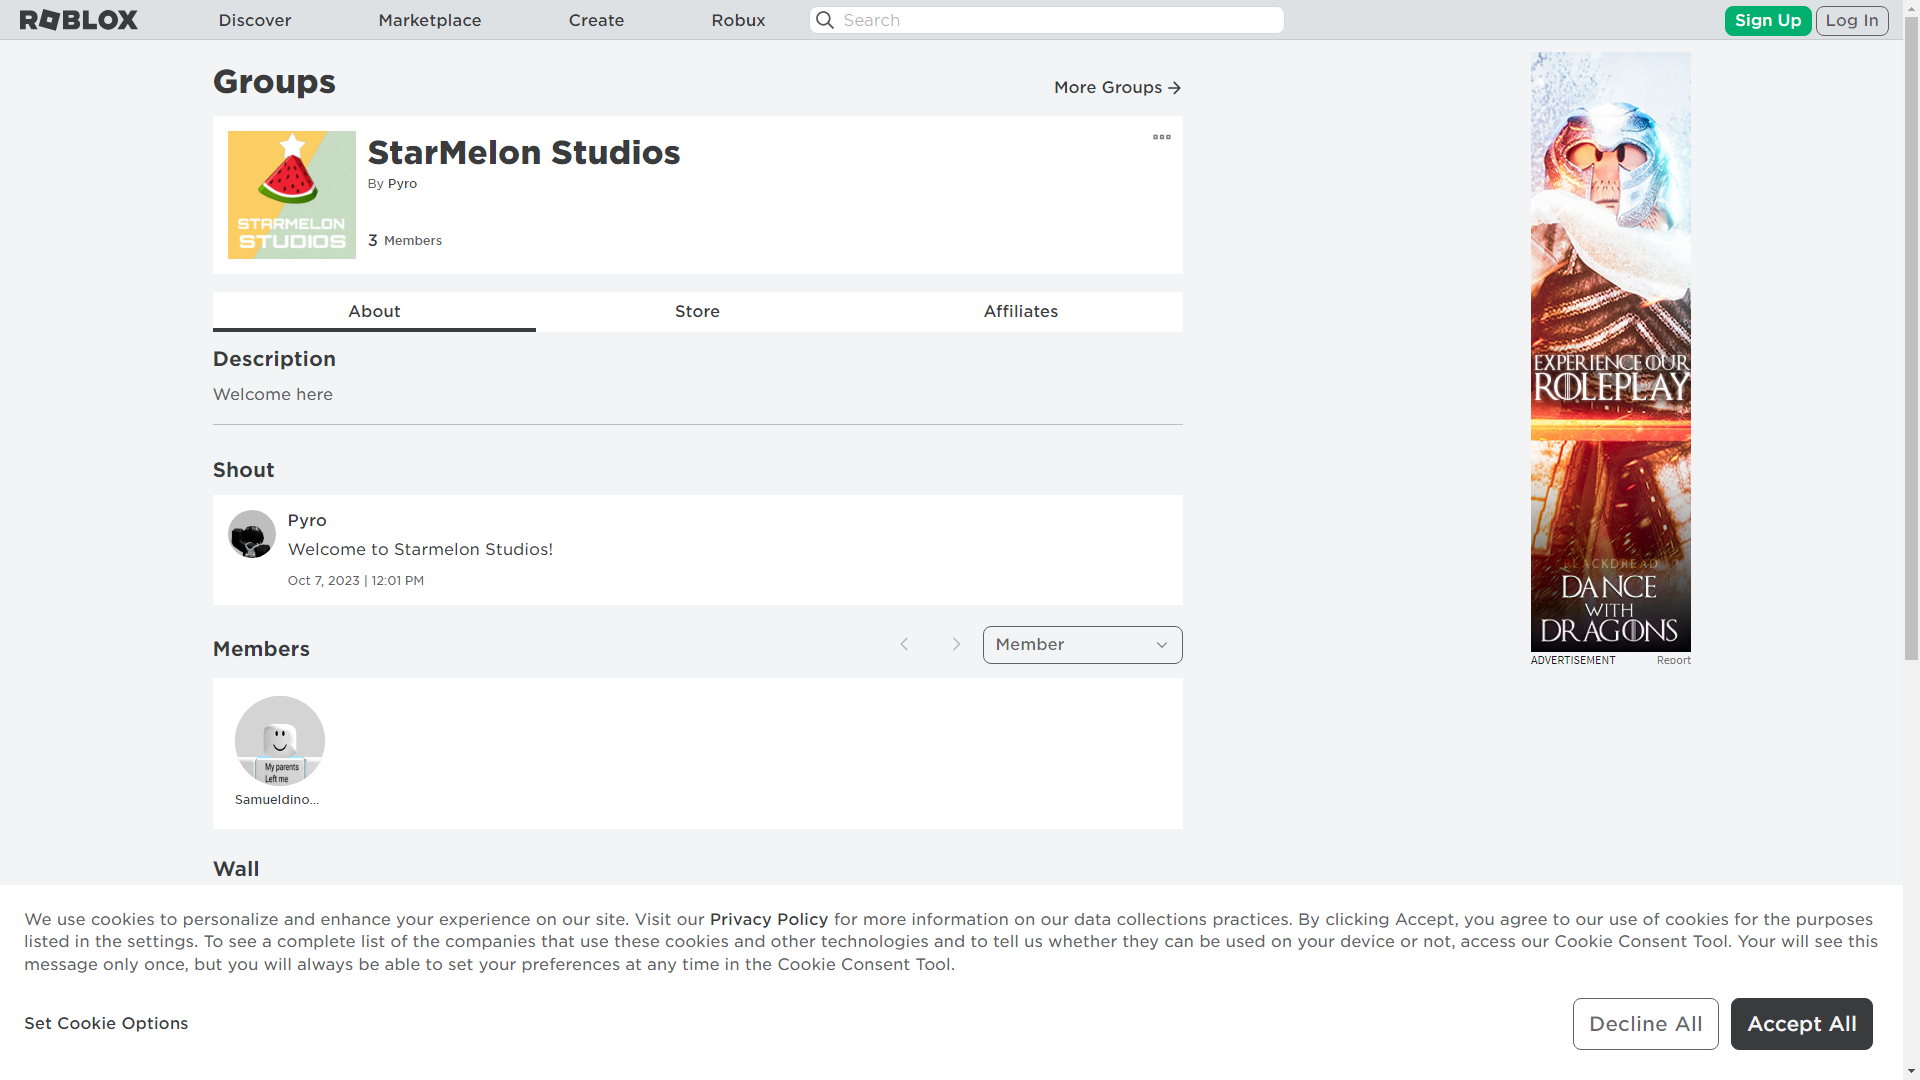 ROBLOX
Discover
Marketplace
Create
Robux
Search
Sign Up
Log In
Groups
More Groups
STARMELON
STUDIOS
StarMelon Studios
By Pyro
3 Members
About
Store
Affiliates
Description
Welcome here
Shout
Pyro
Welcome to Starmelon Studios!
Oct 7, 2023 | 12:01 PM
Members
Member
My parents
Left me
Samueldino...
Wall
EXPERIENCE OUR
ROLEPLAY
BLACKDREAD
DANCE
WITH
DRAGONS
ADVERTISEMENT
Report
We use cookies to personalize and enhance your experience on our site. Visit our Privacy Policy for more information on our data collections practices. By clicking Accept, you agree to our use of cookies for the purposes
listed in the settings. To see a complete list of the companies that use these cookies and other technologies and to tell us whether they can be used on your device or not, access our Cookie Consent Tool. Your will see this
message only once, but you will always be able to set your preferences at any time in the Cookie Consent Tool.
Set Cookie Options
Decline All
Accept All